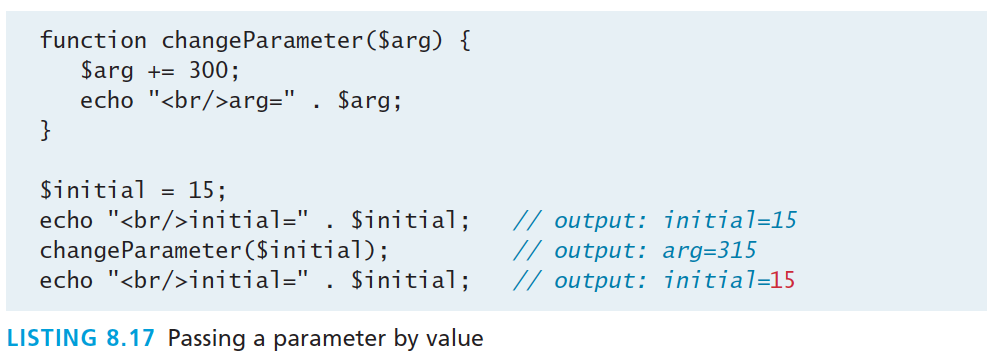 function changeParameter($arg) {
$arg += 300;
echo "<br/>arg=" . $arg;
}
$initial = 15;
echo "<br/>initial=" . $initial; // output: initial=15
changeParameter($initial); // output: arg=315
echo "<br/>initial=" . $initial; // output: initial=15
LISTING 8.17 Passing a parameter by value